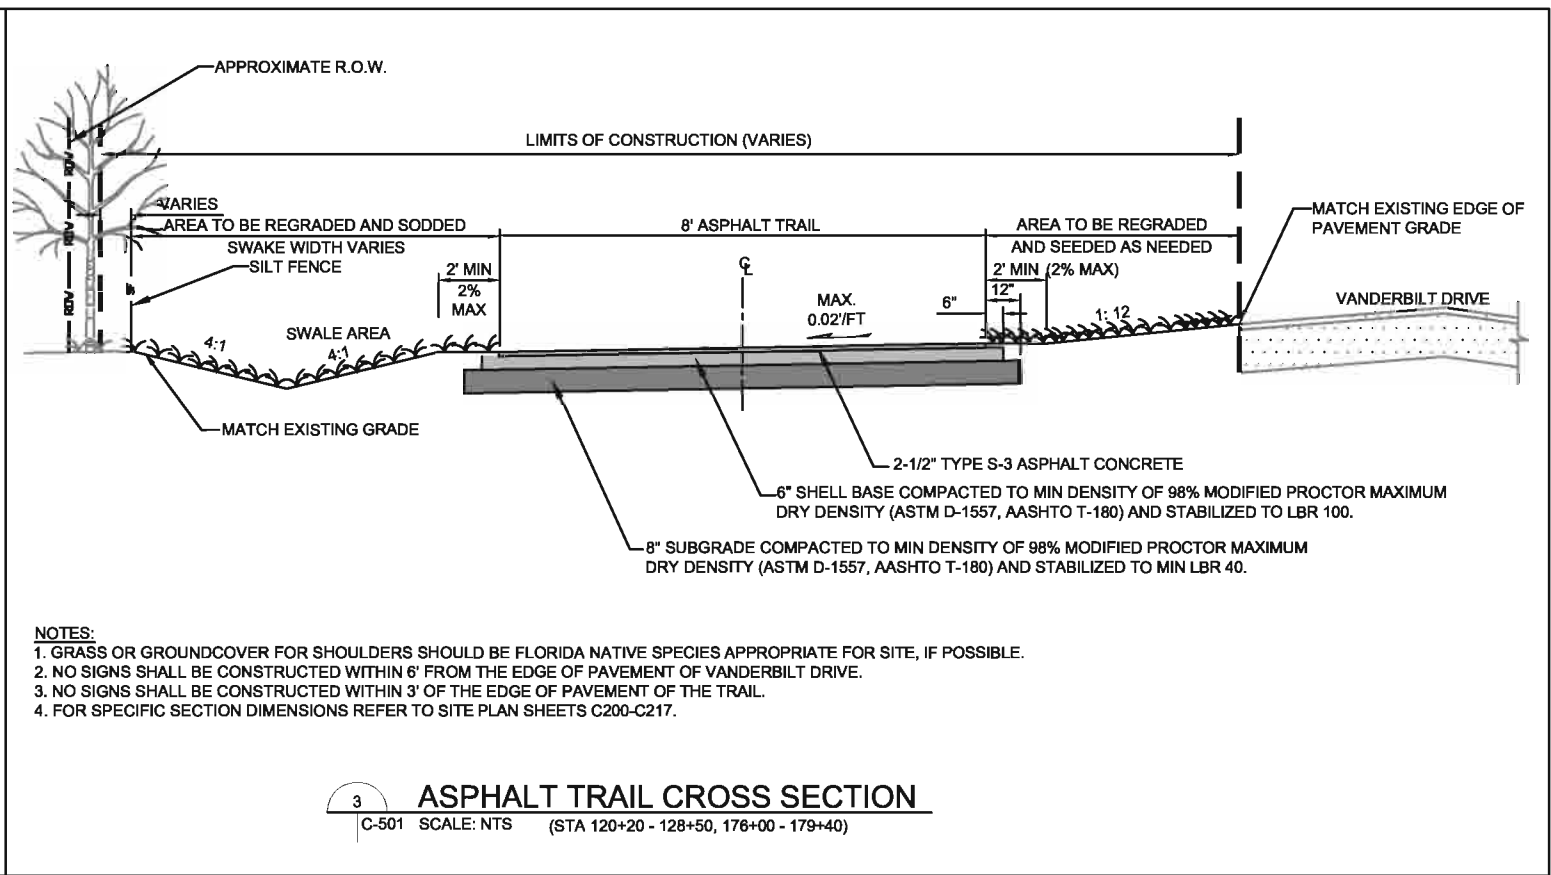 APPROXIMATE R.O.W.
LIMITS OF CONSTRUCTION (VARIES)
VARIES
AREA TO BE REGRADED AND SODDED
8' ASPHALT TRAIL
AREA TO BE REGRADED
AND SEEDED AS NEEDED
MATCH EXISTING EDGE OF
PAVEMENT GRADE
SWAKE WIDTH VARIES
SILT FENCE
2' MIN
2%
MAX
℄
2' MIN (2% MAX)
12"
6"
MAX.
0.02'/FT
VANDERBILT DRIVE
1: 12
SWALE AREA
4:1
4:1
ROW
ROW
ROW
MATCH EXISTING GRADE
2-1/2" TYPE S-3 ASPHALT CONCRETE
6" SHELL BASE COMPACTED TO MIN DENSITY OF 98% MODIFIED PROCTOR MAXIMUM
DRY DENSITY (ASTM D-1557, AASHTO T-180) AND STABILIZED TO LBR 100.
8" SUBGRADE COMPACTED TO MIN DENSITY OF 98% MODIFIED PROCTOR MAXIMUM
DRY DENSITY (ASTM D-1557, AASHTO T-180) AND STABILIZED TO MIN LBR 40.
NOTES:
1. GRASS OR GROUNDCOVER FOR SHOULDERS SHOULD BE FLORIDA NATIVE SPECIES APPROPRIATE FOR SITE, IF POSSIBLE.
2. NO SIGNS SHALL BE CONSTRUCTED WITHIN 6' FROM THE EDGE OF PAVEMENT OF VANDERBILT DRIVE.
3. NO SIGNS SHALL BE CONSTRUCTED WITHIN 3' OF THE EDGE OF PAVEMENT OF THE TRAIL.
4. FOR SPECIFIC SECTION DIMENSIONS REFER TO SITE PLAN SHEETS C200-C217.
3
ASPHALT TRAIL CROSS SECTION
C-501 SCALE: NTS (STA 120+20 - 128+50, 176+00 - 179+40)